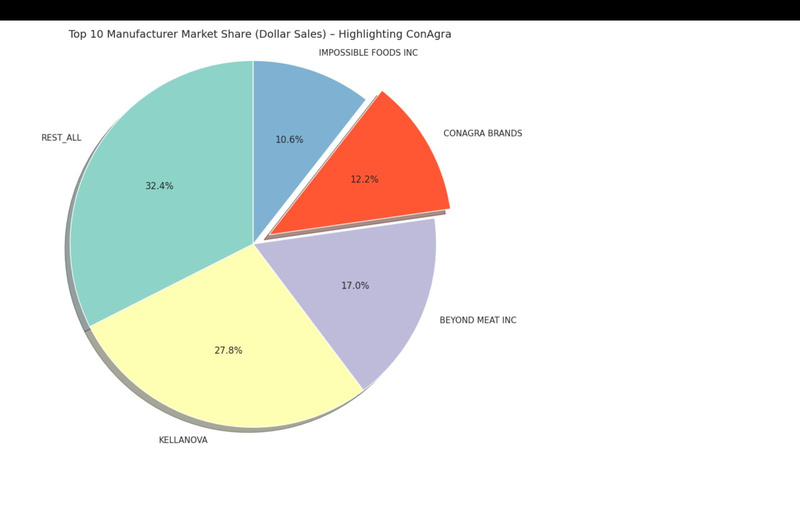 Top 10 Manufacturer Market Share (Dollar Sales) – Highlighting ConAgra
IMPOSSIBLE FOODS INC
REST_ALL
CONAGRA BRANDS
10.6%
12.2%
32.4%
17.0%
BEYOND MEAT INC
27.8%
KELLANOVA